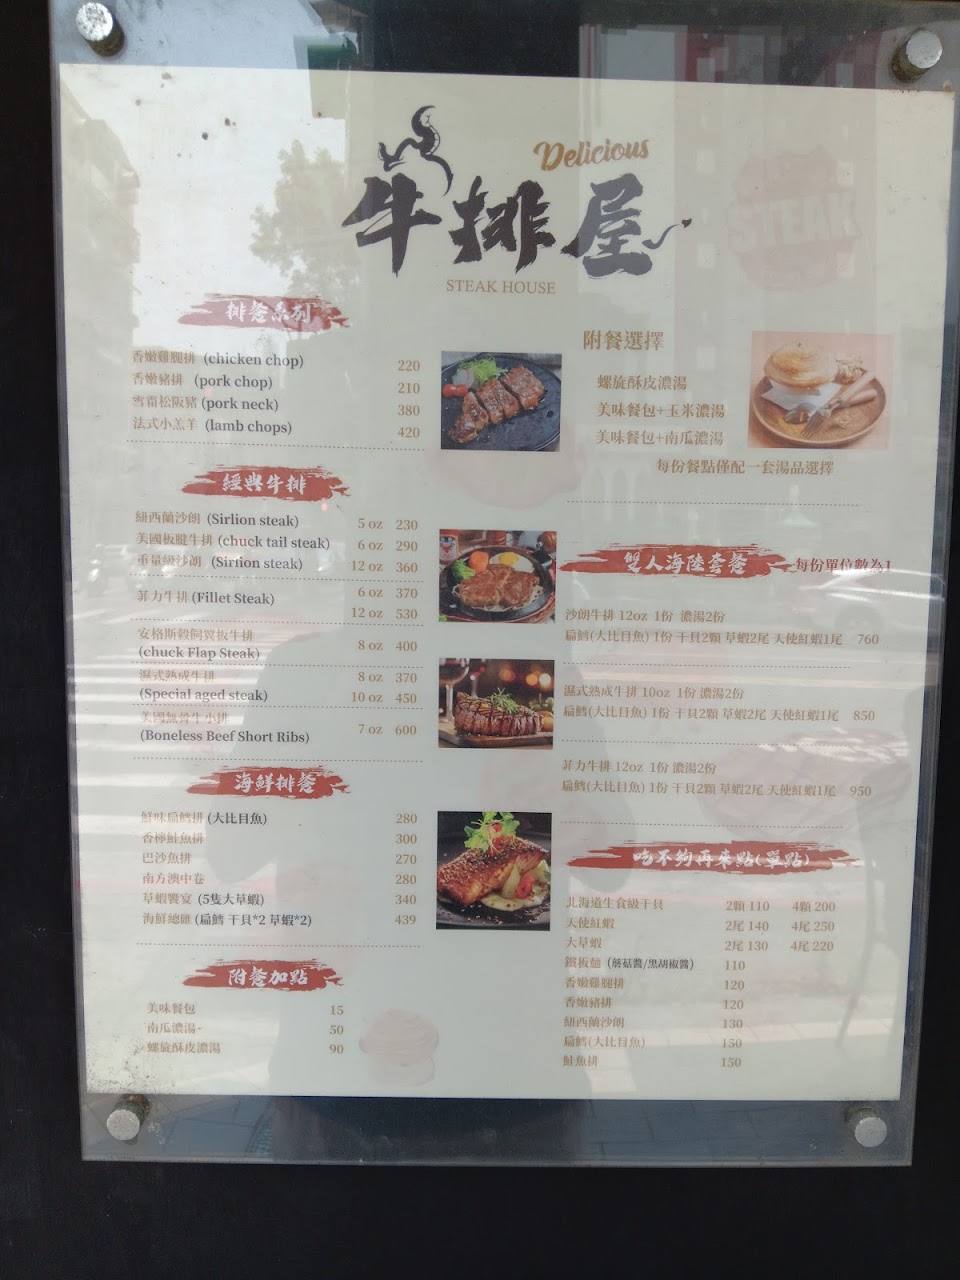 Delicious
牛排屋
STEAK HOUSE
STEAK
排餐系列
香嫩雞腿排 (chicken chop) 220
香嫩豬排 (pork chop) 210
雪霜松阪豬 (pork neck) 380
法式小羔羊 (lamb chops) 420
經典牛排
紐西蘭沙朗 (Sirlion steak) 5 oz 230
美國板腱牛排 (chuck tail steak) 6 oz 290
重量級沙朗 (Sirtion steak) 12 oz 360
菲力牛排 (Fillet Steak) 6 oz 370
12 oz 530
安格斯穀飼翼板牛排
(chuck Flap Steak) 8 oz 400
濕式熟成牛排 8 oz 370
(Special aged steak) 10 oz 450
美國無骨牛小排
(Boneless Beef Short Ribs) 7 oz 600
海鮮排餐
鮮味扁鱈排 (大比目魚) 280
香檸鮭魚排 300
巴沙魚排 270
南方澳中卷 280
草蝦饗宴 (5隻大草蝦) 340
海鮮總匯 (扁鱈 干貝*2 草蝦*2) 439
附餐加點
美味餐包 15
南瓜濃湯 50
螺旋酥皮濃湯 90
附餐選擇
螺旋酥皮濃湯
美味餐包+玉米濃湯
美味餐包+南瓜濃湯
每份餐點僅配一套湯品選擇
雙人海陸套餐 每份單位數為1
沙朗牛排 12oz 1份 濃湯2份
扁鱈(大比目魚) 1份 干貝2顆 草蝦2尾 天使紅蝦1尾 760
濕式熟成牛排 10oz 1份 濃湯2份
扁鱈(大比目魚) 1份 干貝2顆 草蝦2尾 天使紅蝦1尾 850
菲力牛排 12oz 1份 濃湯2份
扁鱈(大比目魚) 1份 干貝2顆 草蝦2尾 天使紅蝦1尾 950
吃不夠再來點(單點)
北海道生食級干貝 2顆 110 4顆 200
天使紅蝦 2尾 140 4尾 250
大草蝦 2尾 130 4尾 220
鐵板麵 (蘑菇醬/黑胡椒醬) 110
香嫩雞腿排 120
香嫩豬排 120
紐西蘭沙朗 130
扁鱈(大比目魚) 150
鮭魚排 150